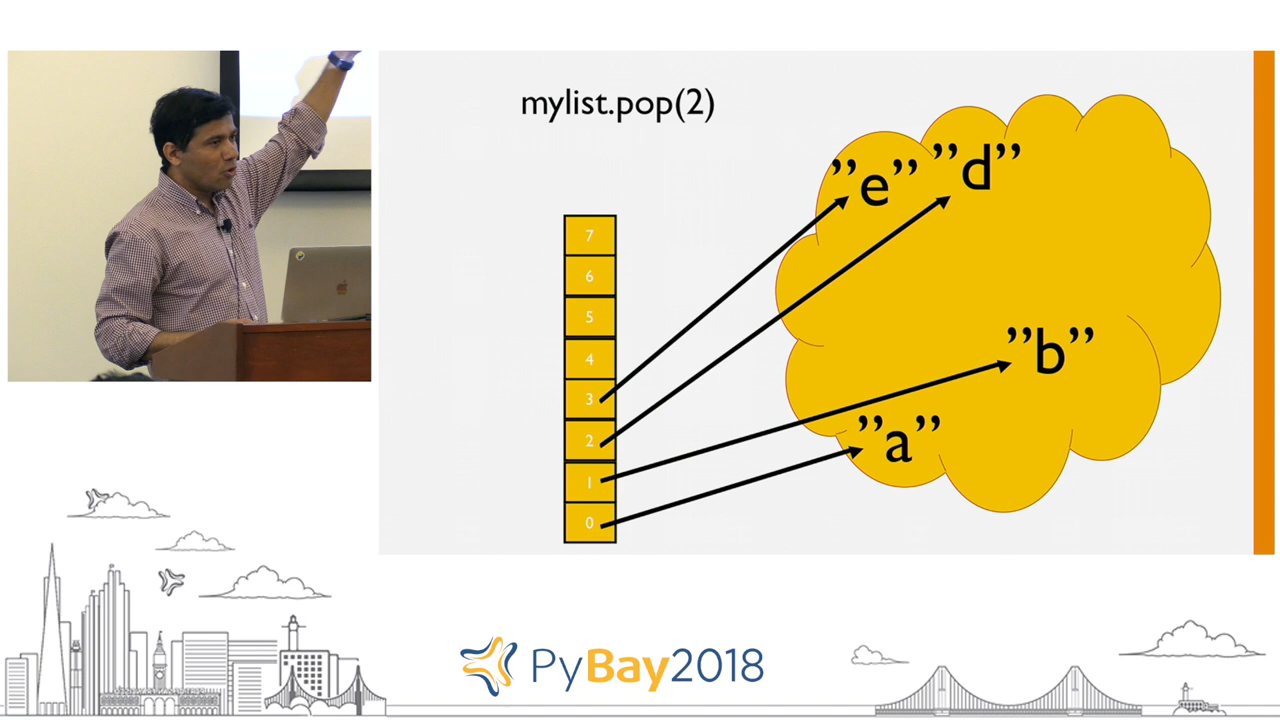 mylist.pop(2)
”e” ”d”
7
6
5
4
3
2
1
0
”b”
”a”
PyBay2018